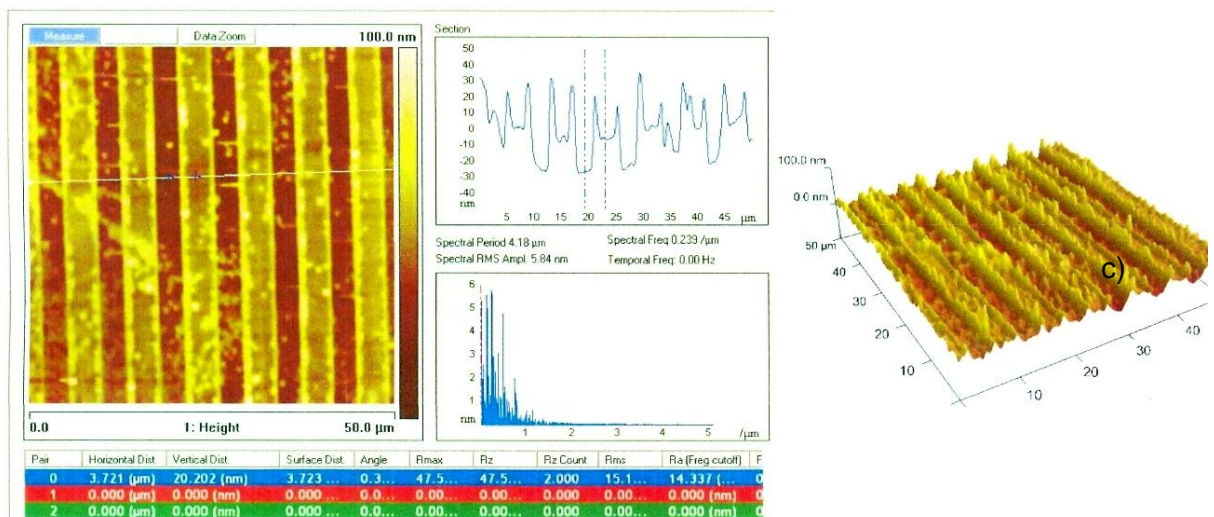 Measure
Data Zoom
100.0 nm
0.0
1: Height
50.0 µm
Section
50
40
30
20
10
0
-10
-20
-30
-40
nm
5 10 15 20 25 30 35 40 45 µm
Spectral Period 4.18 µm Spectral Freq 0.239 /µm
Spectral RMS Ampl. 5.84 nm Temporal Freq: 0.00 Hz
6
5
4
3
2
1
nm
1 2 3 4 5 /µm
Pair Horizontal Dist. Vertical Dist. Surface Dist. Angle Rmax Rz Rz Count Rms Ra (Freq cutoff) F
0 3.721 (µm) 20.202 (nm) 3.723 ... 0.3... 47.5... 47.5... 2.000 15.1... 14.337 (... 0
1 0.000 (µm) 0.000 (nm) 0.000 ... 0.0... 0.00... 0.00... 0.000 0.00... 0.000 (nm) 0
2 0.000 (µm) 0.000 (nm) 0.000 ... 0.0... 0.00... 0.00... 0.000 0.00... 0.000 (nm) 0
100.0 nm
0.0 nm
50 µm
40
30
20
10
10
20
30
40
c)